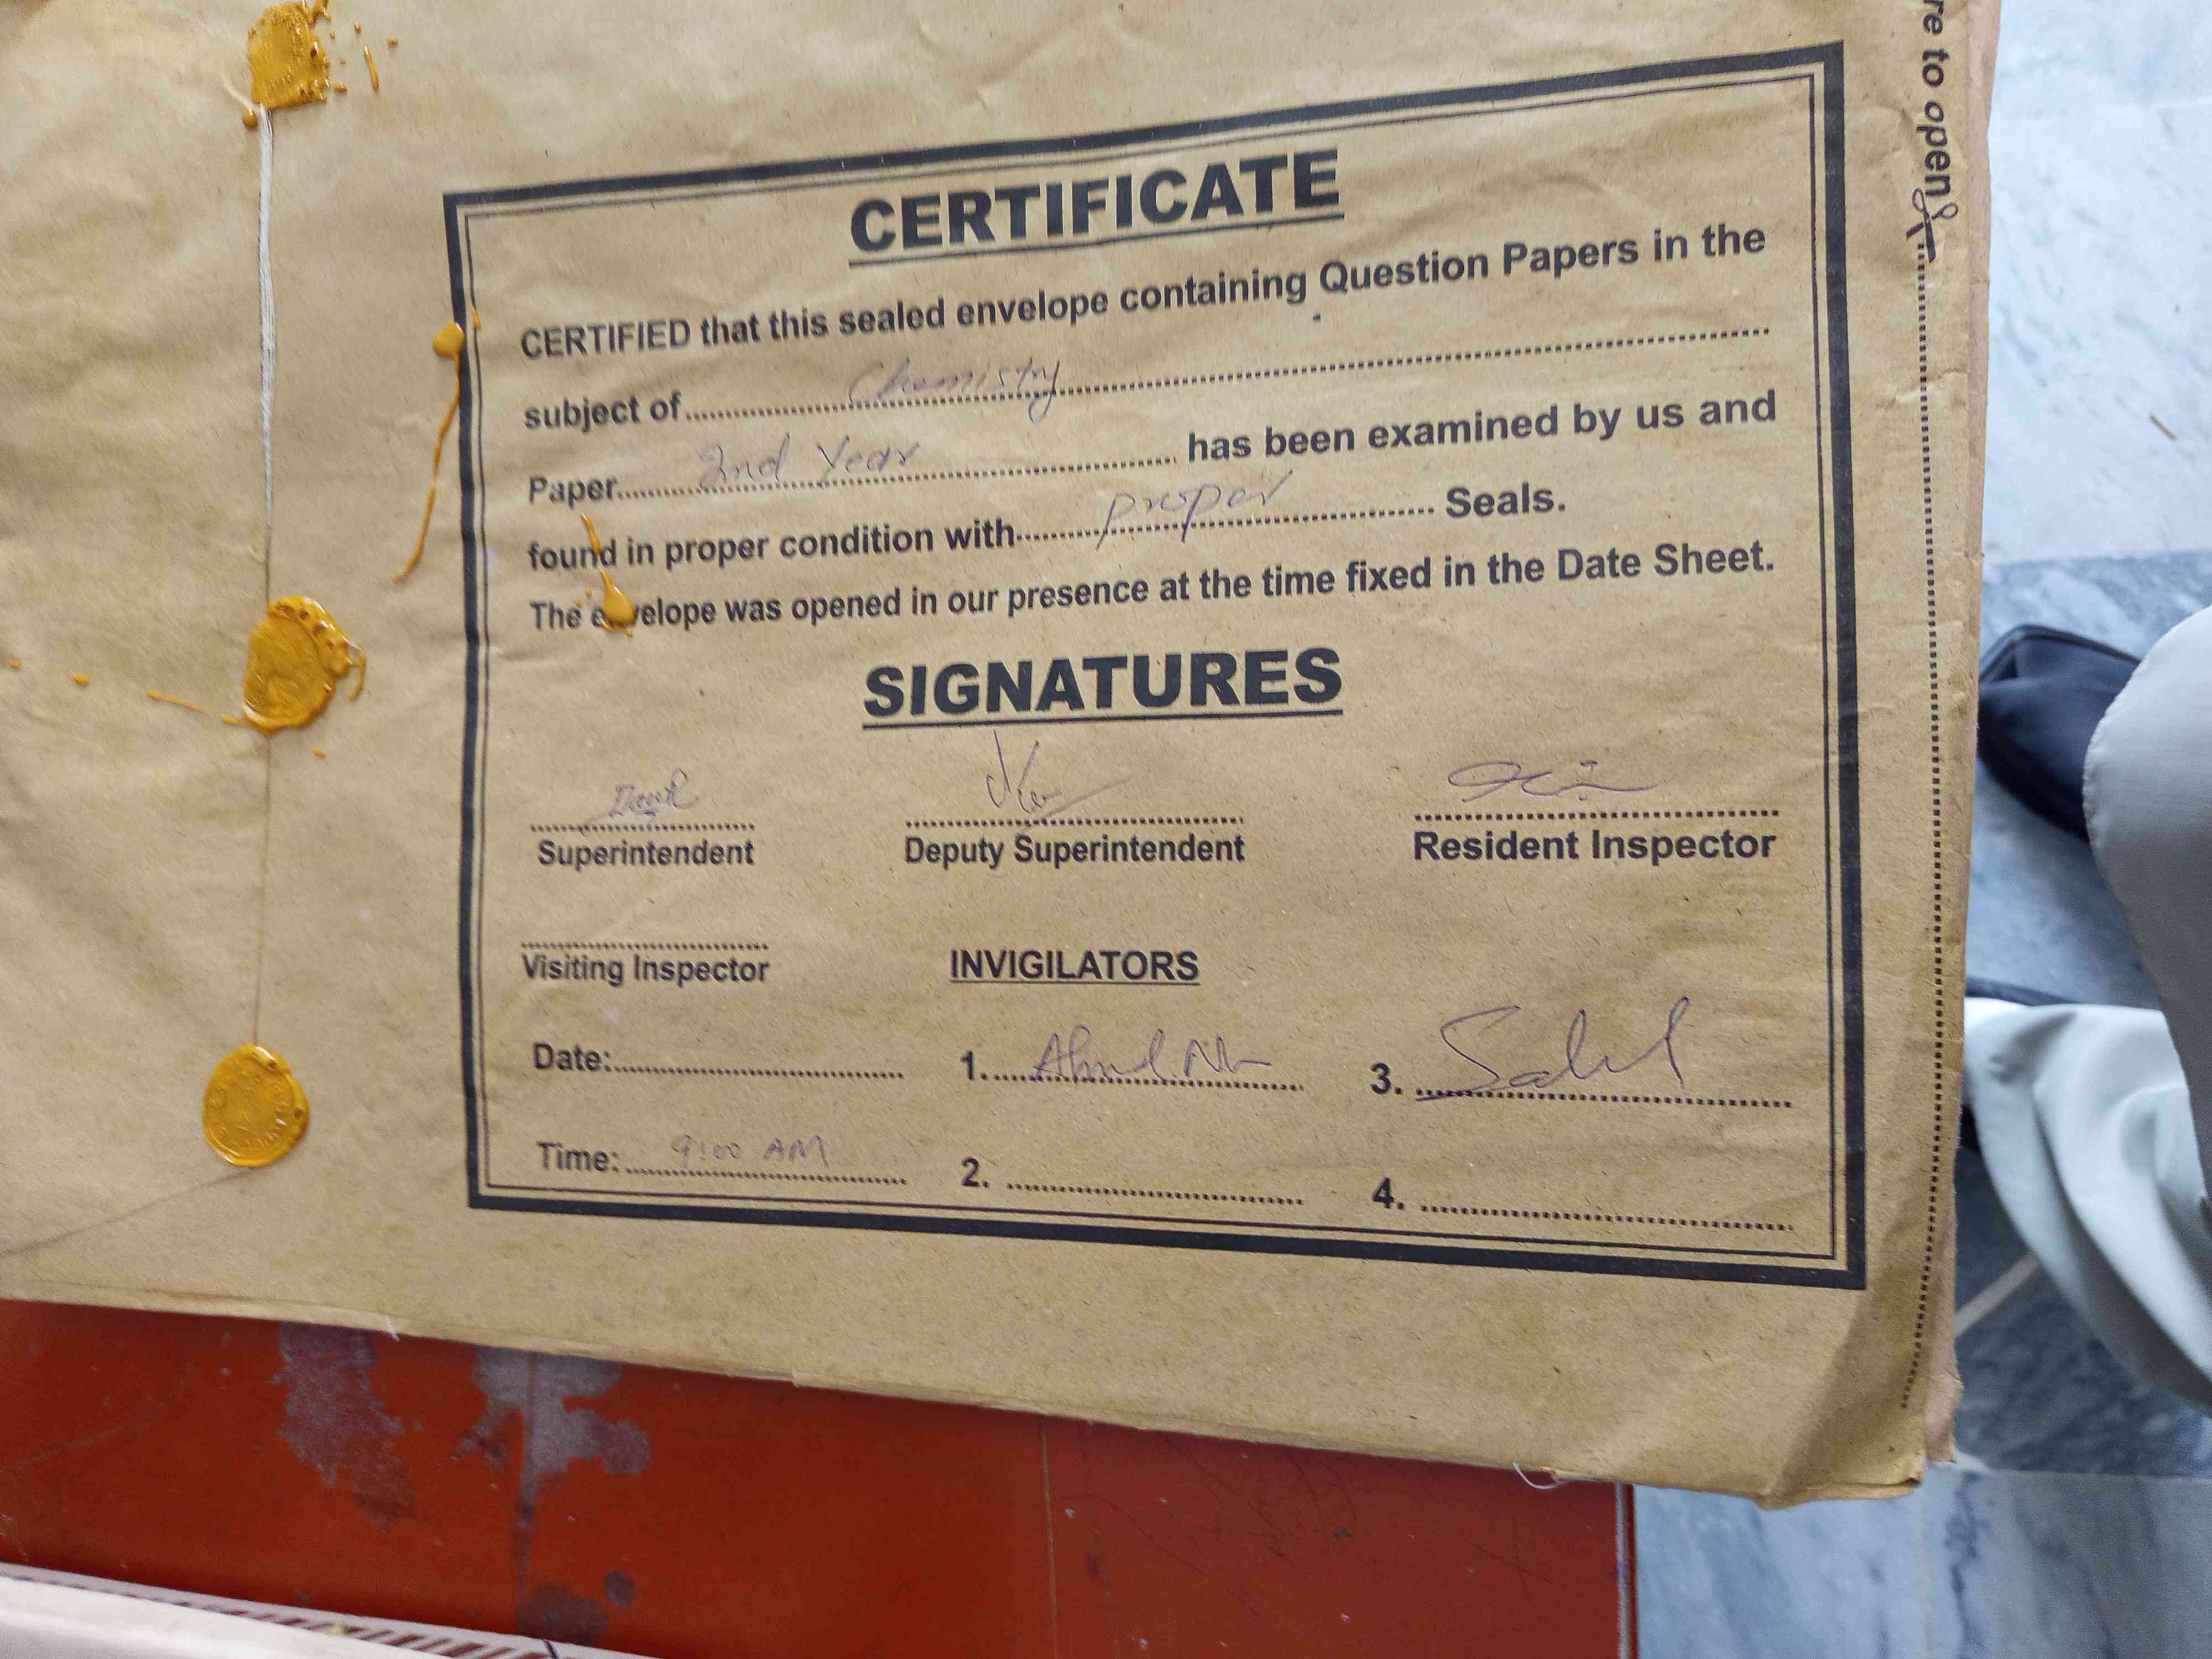 re to open
CERTIFICATE
CERTIFIED that this sealed envelope containing Question Papers in the
subject of Chemistry
Paper 2nd Year has been examined by us and
found in proper condition with proper Seals.
The envelope was opened in our presence at the time fixed in the Date Sheet.
SIGNATURES
Superintendent Deputy Superintendent Resident Inspector
Visiting Inspector INVIGILATORS
Date: 1. 3.
Time: 9:00 AM 2. 4.